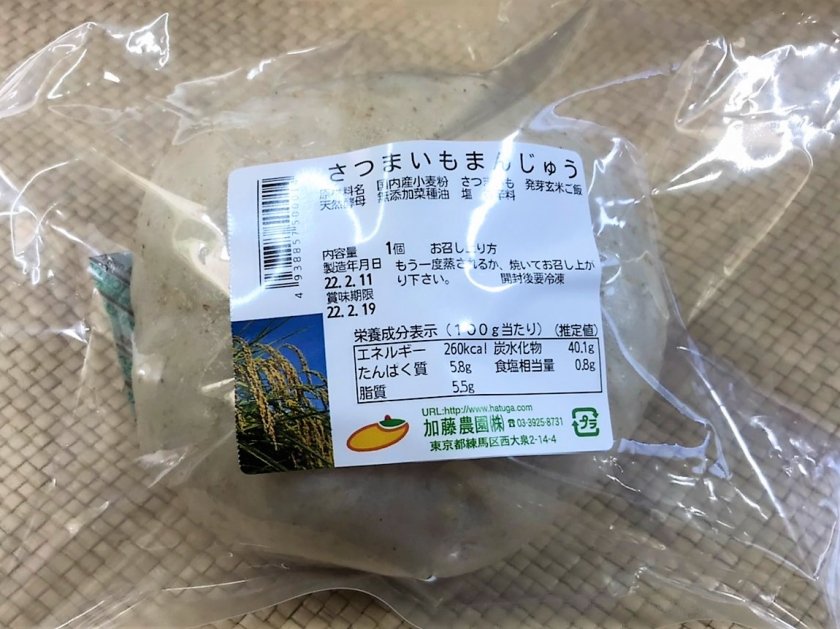 さつまいもまんじゅう
原材料名 国内産小麦粉 さつまいも 発芽玄米ご飯
天然酵母 無添加菜種油 塩 香辛料
内容量 1個 お召し上り方
製造年月日 もう一度蒸されるか、焼いてお召し上が
22.2.11 り下さい。 開封後要冷凍
賞味期限
22.2.19
栄養成分表示(100g当たり)(推定値)
エネルギー 260kcal 炭水化物 40.1g
たんぱく質 5.8g 食塩相当量 0.8g
脂質 5.5g
URL:http://www.hatuga.com
加藤農園㈱ ☎03-3925-8731
東京都練馬区西大泉2-14-4
プラ